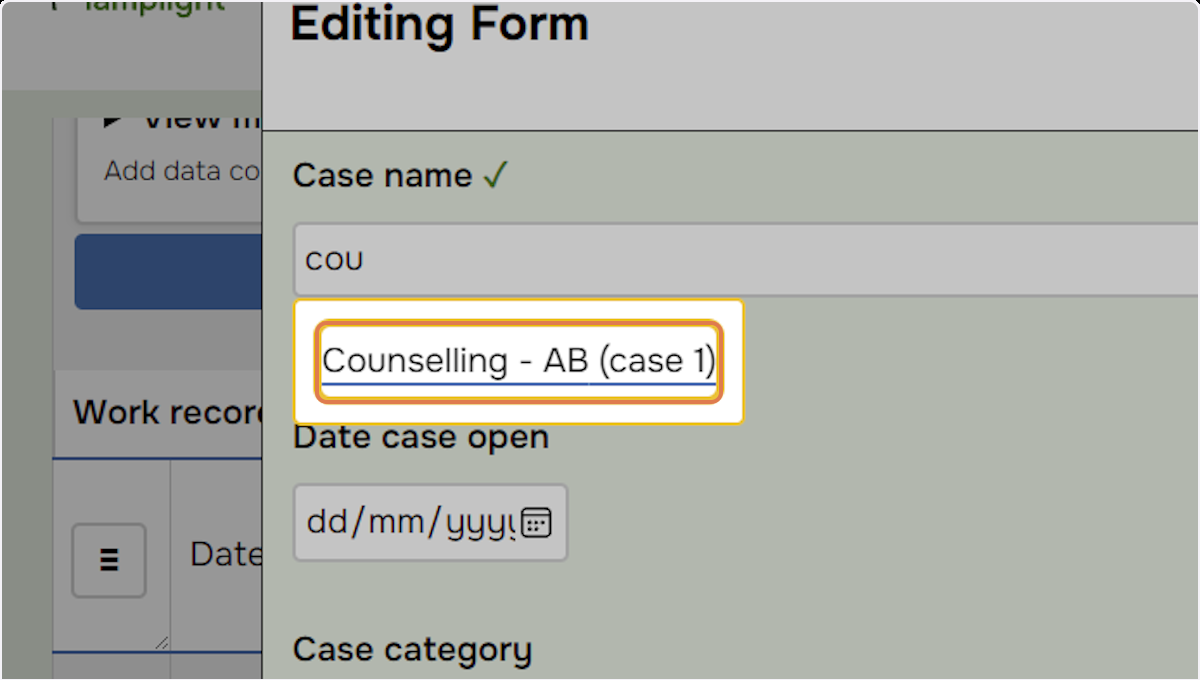 lamplight
Editing Form
View
Add data co
Case name ✓
cou
Counselling - AB (case 1)
Work recor
Date case open
dd/mm/yyyy
Date
Case category